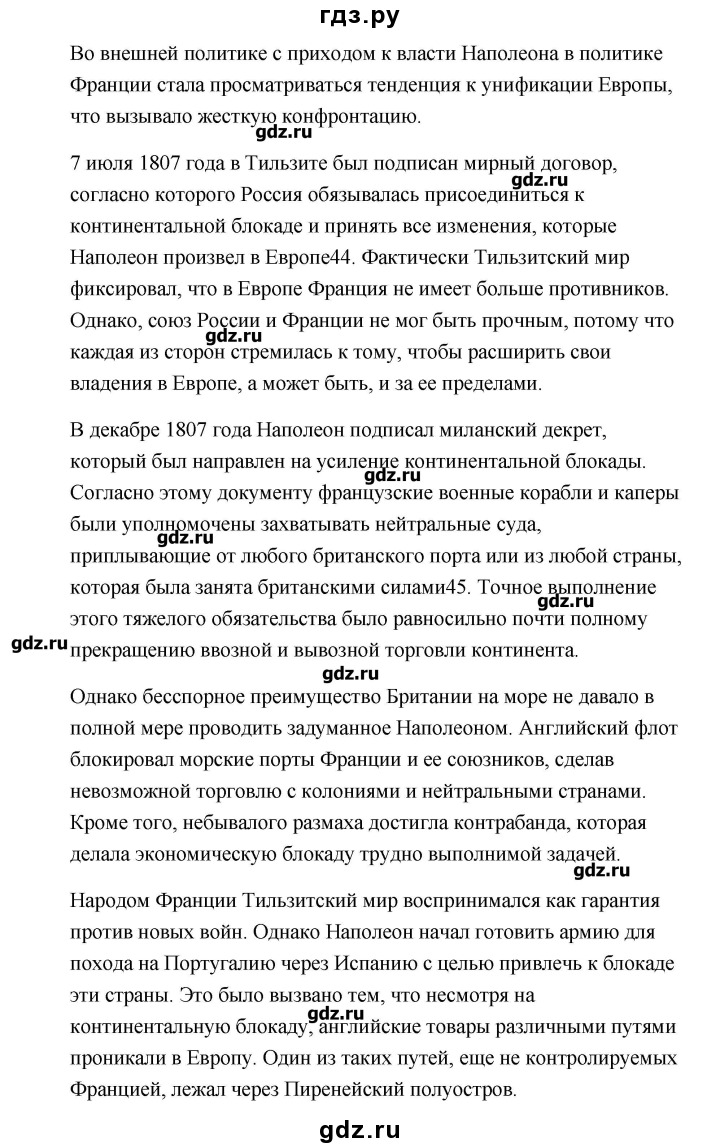 гдз.ру
Во внешней политике с приходом к власти Наполеона в политике
Франции стала просматриваться тенденция к унификации Европы,
что вызывало жесткую конфронтацию.
gdz.ru
7 июля 1807 года в Тильзите был подписан мирный договор,
gdz.ru
согласно которого Россия обязывалась присоединиться к
континентальной блокаде и принять все изменения, которые
Наполеон произвел в Европе44. Фактически Тильзитский мир
фиксировал, что в Европе Франция не имеет больше противников.
Однако, союз России и Франции не мог быть прочным, потому что
gdz.ru
каждая из сторон стремилась к тому, чтобы расширить свои
владения в Европе, а может быть, и за ее пределами.
В декабре 1807 года Наполеон подписал миланский декрет,
который был направлен на усиление континентальной блокады.
gdz.ru
Согласно этому документу французские военные корабли и каперы
были уполномочены захватывать нейтральные суда,
gdz.ru
приплывающие от любого британского порта или из любой страны,
которая была занята британскими силами45. Точное выполнение
gdz.ru
этого тяжелого обязательства было равносильно почти полному
gdz.ru
прекращению ввозной и вывозной торговли континента.
gdz.ru
Однако бесспорное преимущество Британии на море не давало в
полной мере проводить задуманное Наполеоном. Английский флот
блокировал морские порты Франции и ее союзников, сделав
невозможной торговлю с колониями и нейтральными странами.
Кроме того, небывалого размаха достигла контрабанда, которая
делала экономическую блокаду трудно выполнимой задачей.
gdz.ru
Народом Франции Тильзитский мир воспринимался как гарантия
против новых войн. Однако Наполеон начал готовить армию для
похода на Португалию через Испанию с целью привлечь к блокаде
эти страны. Это было вызвано тем, что несмотря на
gdz.ru
континентальную блокаду, английские товары различными путями
проникали в Европу. Один из таких путей, еще не контролируемых
Францией, лежал через Пиренейский полуостров.
gdz.ru